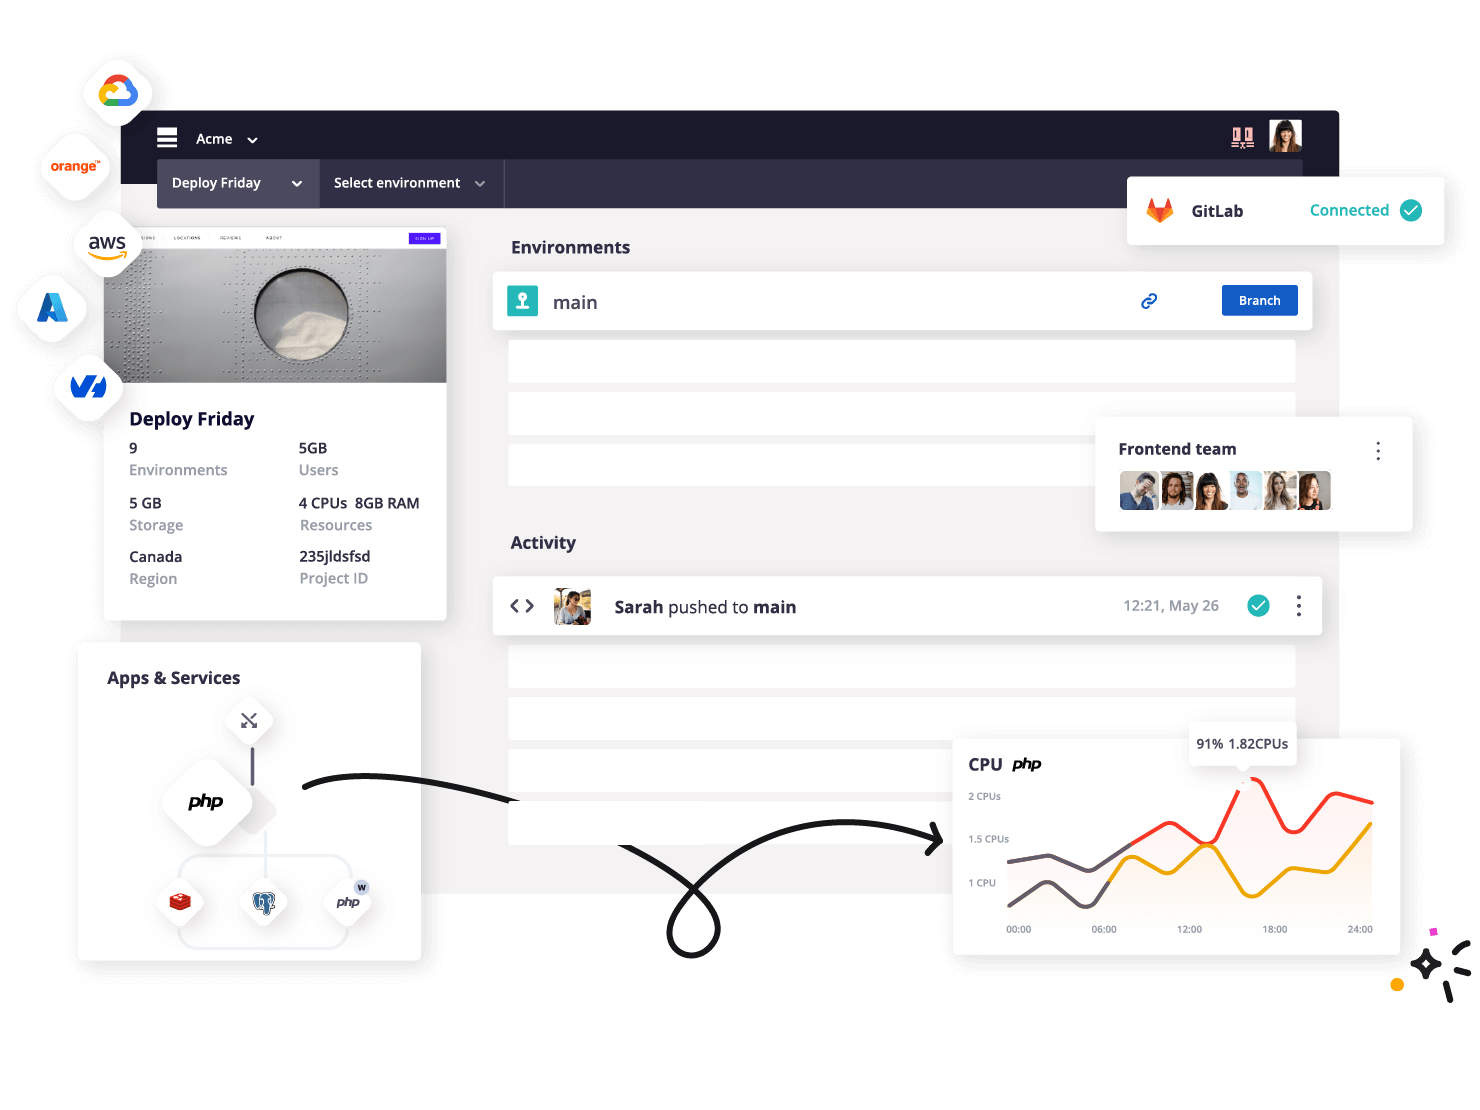 Acme
orange™
Deploy Friday
Select environment
GitLab
Connected
aws
LOCATIONS
REVIEWS
ABOUT
SIGN UP
Environments
main
Branch
Deploy Friday
9
Environments
5GB
Users
5 GB
Storage
4 CPUs 8GB RAM
Resources
Canada
Region
235jldsfsd
Project ID
Frontend team
Activity
Sarah pushed to main
12:21, May 26
Apps & Services
php
W
php
91% 1.82CPUs
CPU php
2 CPUs
1.5 CPUs
1 CPU
00:00
06:00
12:00
18:00
24:00